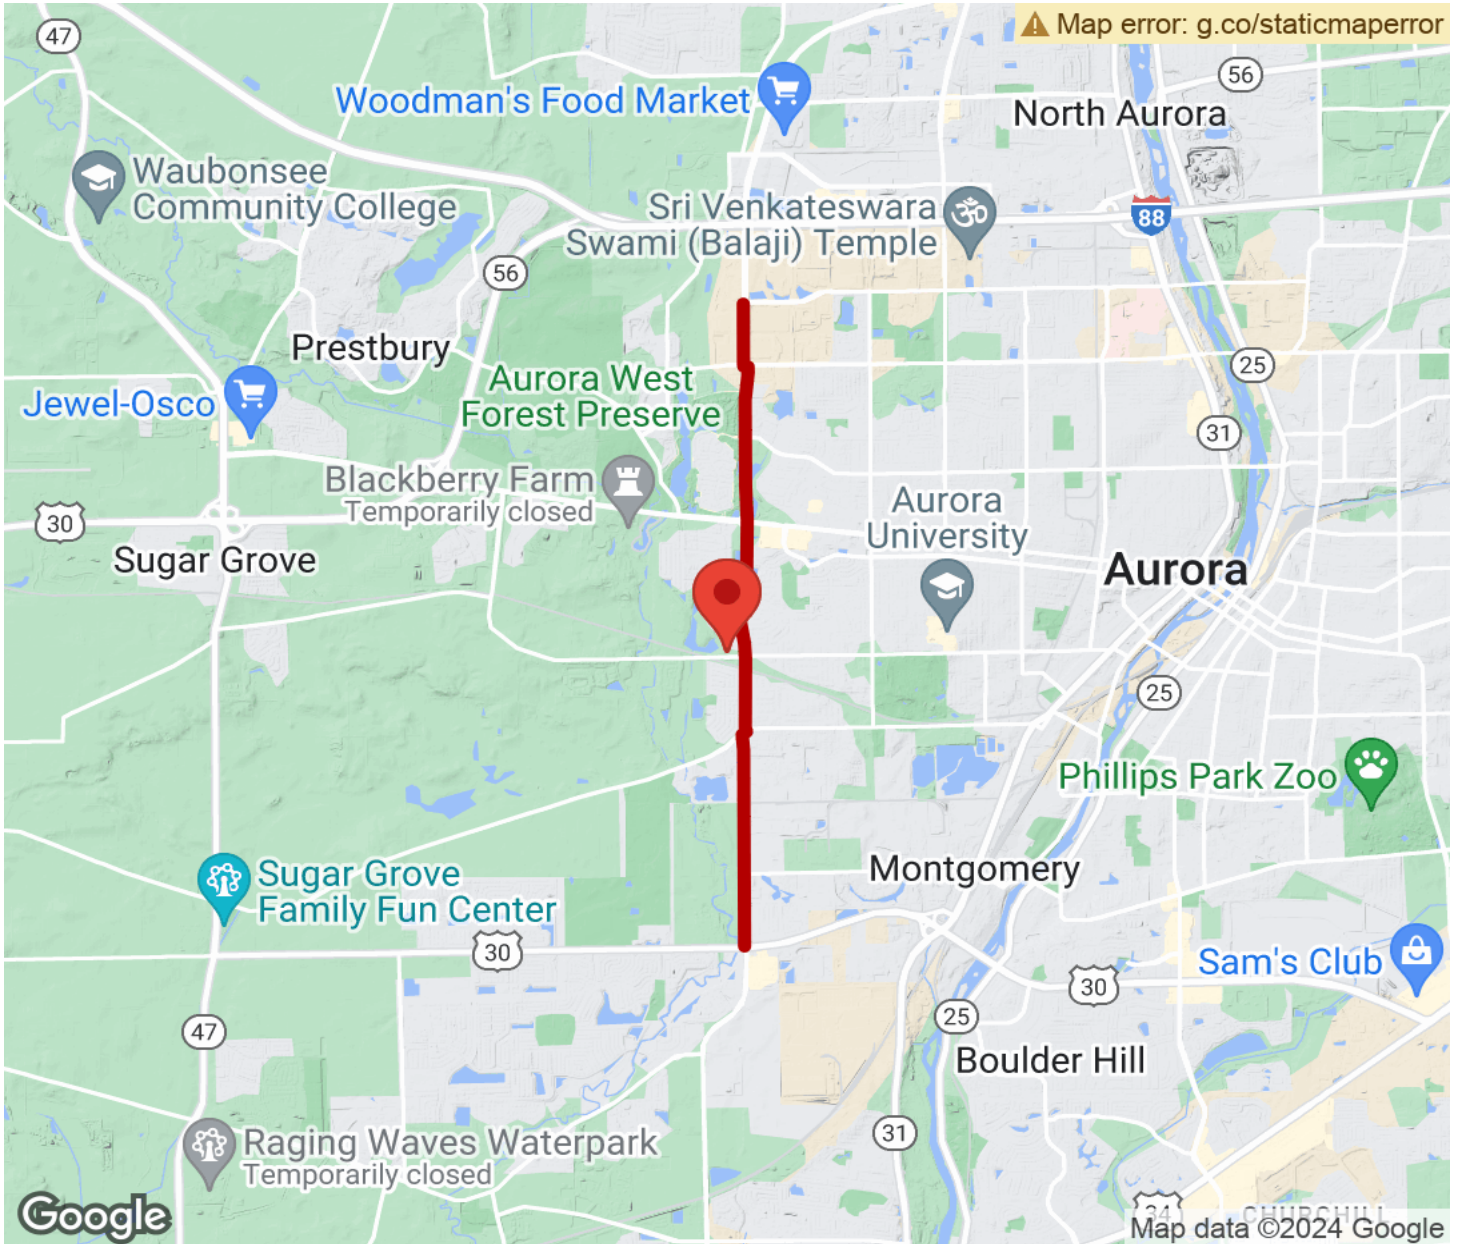 47
Map error: g.co/staticmaperror
56
Woodman's Food Market
North Aurora
Waubonsee
Community College
Sri Venkateswara
Swami (Balaji) Temple
88
56
Prestbury
Aurora West
Forest Preserve
25
Jewel-Osco
31
Blackberry Farm
Temporarily closed
Aurora
University
30
Sugar Grove
Aurora
25
Phillips Park Zoo
Sugar Grove
Family Fun Center
Montgomery
30
Sam's Club
30
47
25
Boulder Hill
31
Raging Waves Waterpark
Temporarily closed
34
CHURCHILL
Google
Map data ©2024 Google